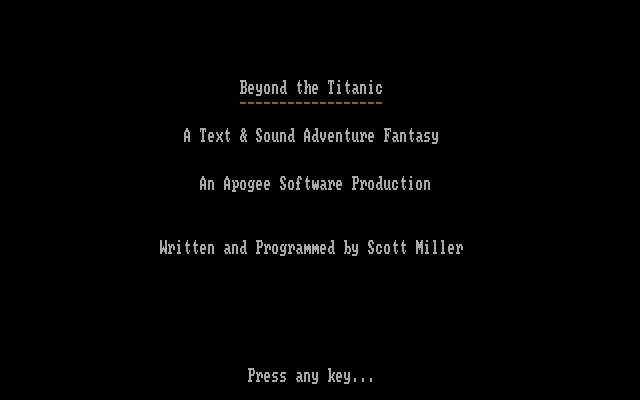 Beyond the Titanic
------------------
A Text & Sound Adventure Fantasy
An Apogee Software Production
Written and Programmed by Scott Miller
Press any key...